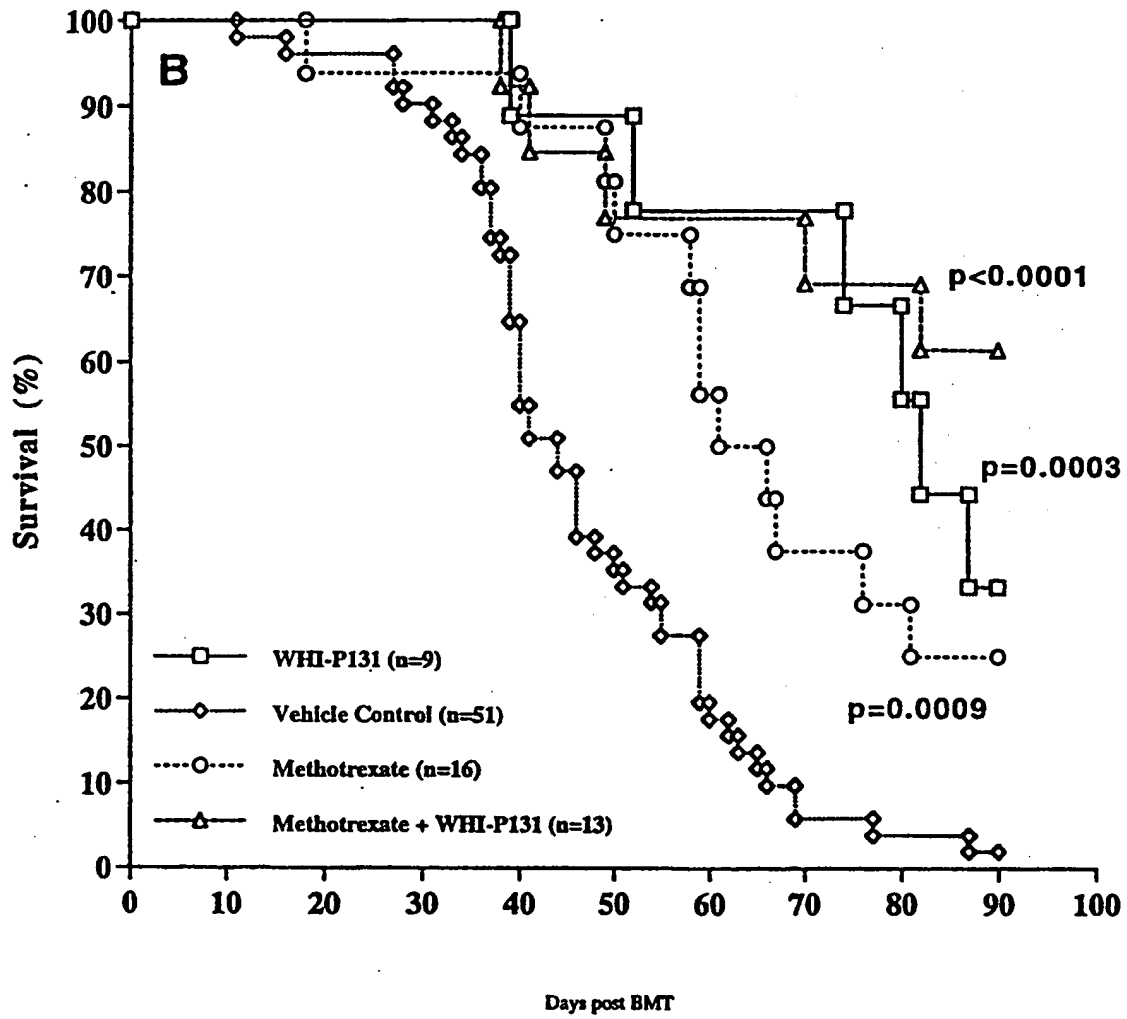 B
Survival (%)
100
90
80
70
60
50
40
30
20
10
0
p<0.0001
p=0.0003
p=0.0009
WHI-P131 (n=9)
Vehicle Control (n=51)
Methotrexate (n=16)
Methotrexate + WHI-P131 (n=13)
0 10 20 30 40 50 60 70 80 90 100
Days post BMT